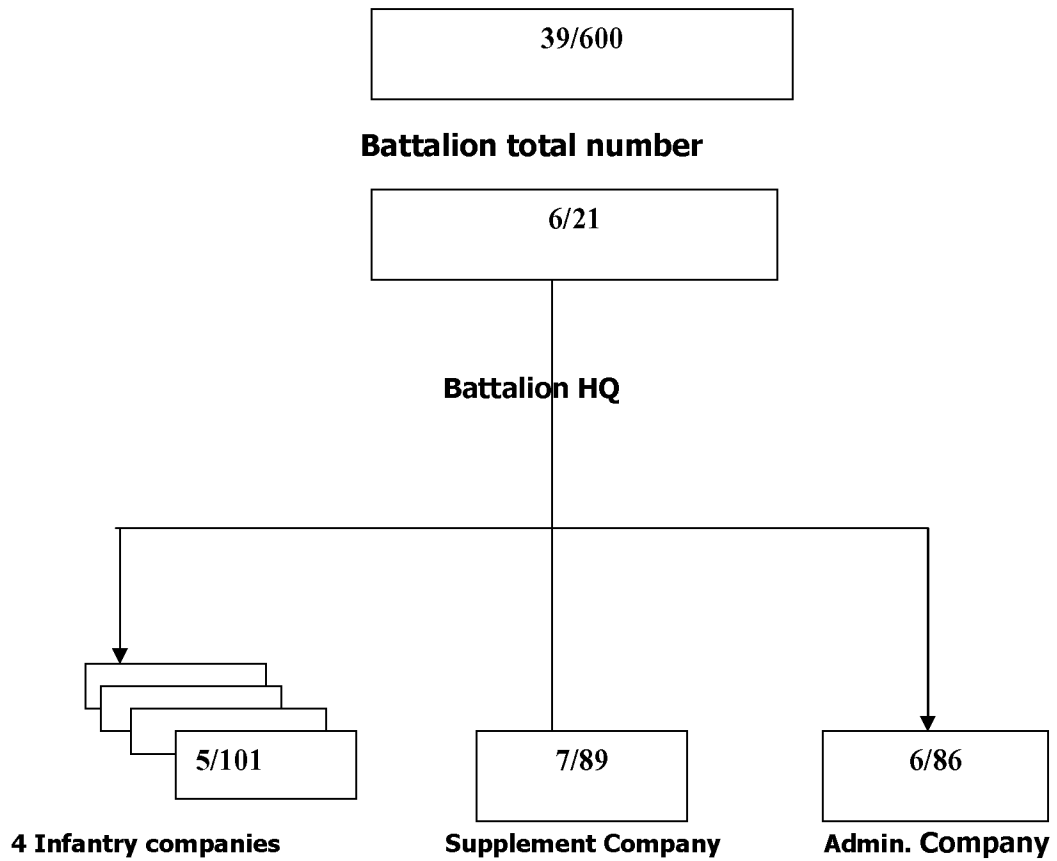 39/600
Battalion total number
6/21
Battalion HQ
5/101
7/89
6/86
4 Infantry companies
Supplement Company
Admin. Company